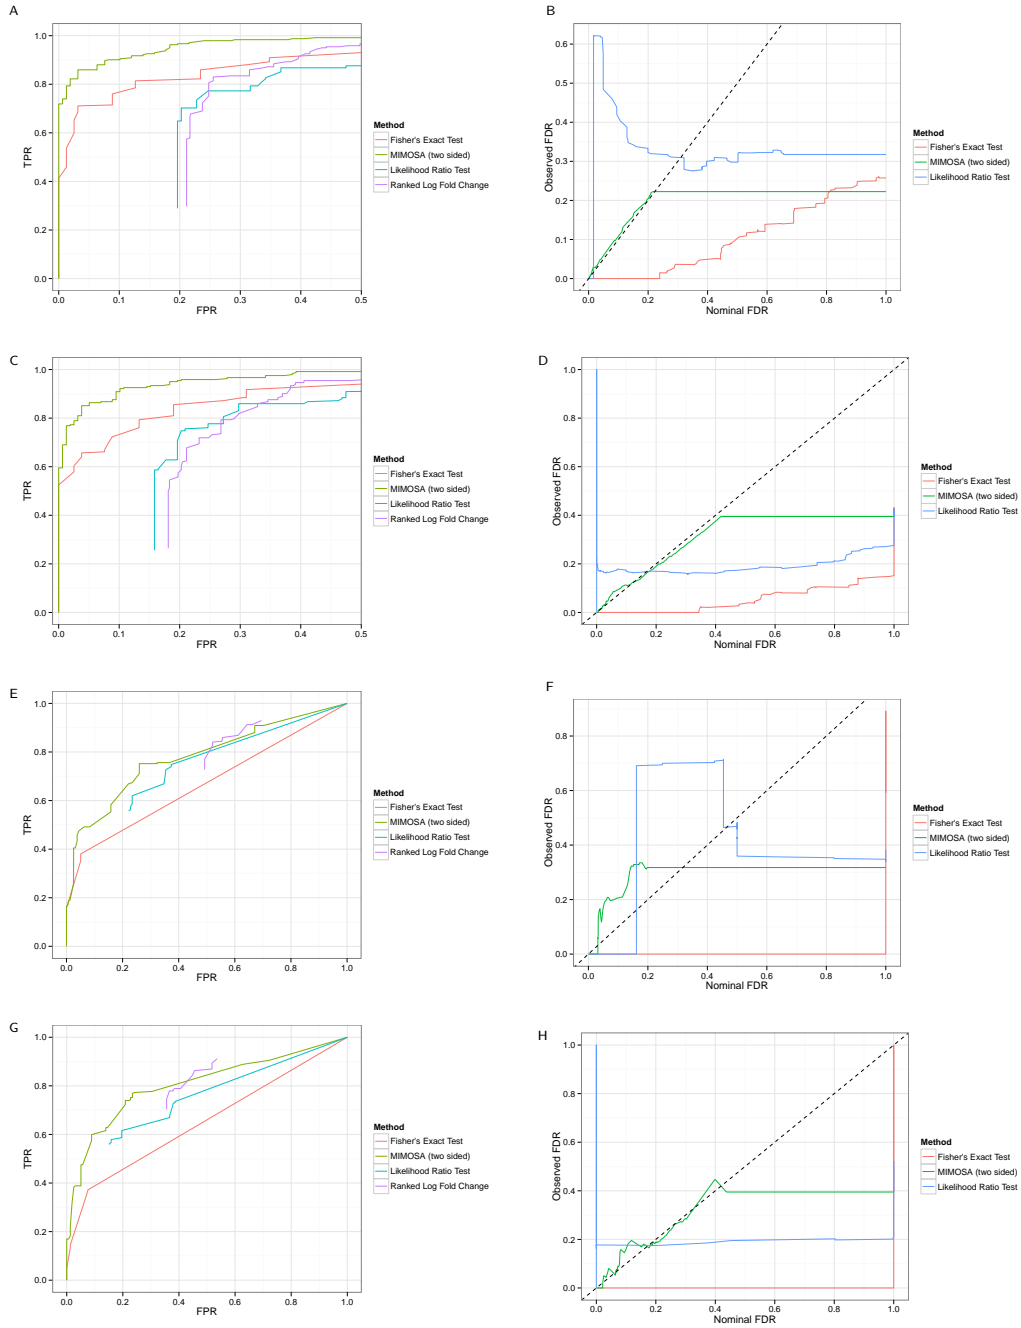 A
1.0
0.8
0.6
0.4
0.2
0.0
TPR
0.0 0.1 0.2 0.3 0.4 0.5
FPR
Method
Fisher's Exact Test
MIMOSA (two sided)
Likelihood Ratio Test
Ranked Log Fold Change
B
0.6
0.5
0.4
0.3
0.2
0.1
0.0
Observed FDR
0.0 0.2 0.4 0.6 0.8 1.0
Nominal FDR
Method
Fisher's Exact Test
MIMOSA (two sided)
Likelihood Ratio Test
C
1.0
0.8
0.6
0.4
0.2
0.0
TPR
0.0 0.1 0.2 0.3 0.4 0.5
FPR
Method
Fisher's Exact Test
MIMOSA (two sided)
Likelihood Ratio Test
Ranked Log Fold Change
D
1.0
0.8
0.6
0.4
0.2
0.0
Observed FDR
0.0 0.2 0.4 0.6 0.8 1.0
Nominal FDR
Method
Fisher's Exact Test
MIMOSA (two sided)
Likelihood Ratio Test
E
1.0
0.8
0.6
0.4
0.2
0.0
TPR
0.0 0.2 0.4 0.6 0.8 1.0
FPR
Method
Fisher's Exact Test
MIMOSA (two sided)
Likelihood Ratio Test
Ranked Log Fold Change
F
0.8
0.6
0.4
0.2
0.0
Observed FDR
0.0 0.2 0.4 0.6 0.8 1.0
Nominal FDR
Method
Fisher's Exact Test
MIMOSA (two sided)
Likelihood Ratio Test
G
1.0
0.8
0.6
0.4
0.2
0.0
TPR
0.0 0.2 0.4 0.6 0.8 1.0
FPR
Method
Fisher's Exact Test
MIMOSA (two sided)
Likelihood Ratio Test
Ranked Log Fold Change
H
1.0
0.8
0.6
0.4
0.2
0.0
Observed FDR
0.0 0.2 0.4 0.6 0.8 1.0
Nominal FDR
Method
Fisher's Exact Test
MIMOSA (two sided)
Likelihood Ratio Test